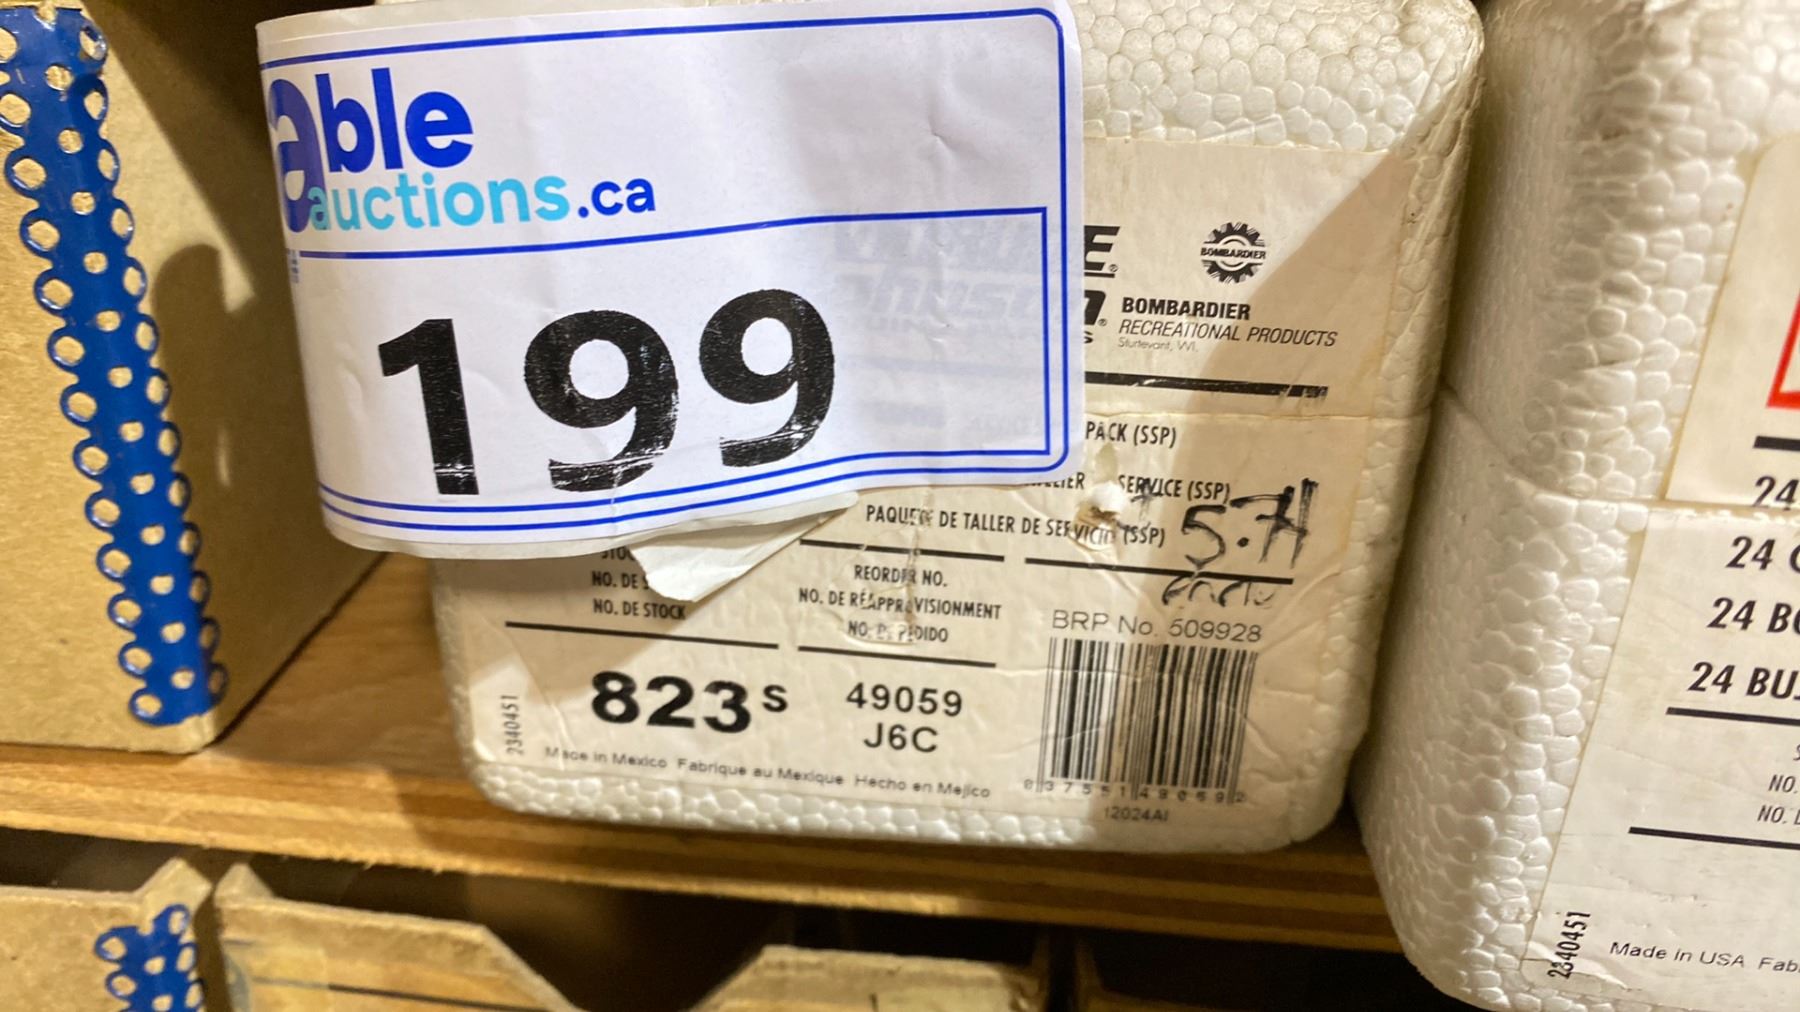 able
auctions.ca
199
BOMBARDIER
BOMBARDIER
RECREATIONAL PRODUCTS
Sturtevant, WI.
PACK (SSP)
SERVICE (SSP)
PAQUETE DE TALLER DE SERVICIO (SSP)
NO. DE
NO. DE STOCK
REORDER NO.
NO. DE RÉAPPROVISIONMENT
NO. DE PEDIDO
BRP No. 509928
823S
49059
J6C
2340451
Made in Mexico Fabrique au Mexique Hecho en Mejico
12024AI
24
24
24
24
NO.
NO.
2340451
Made in USA